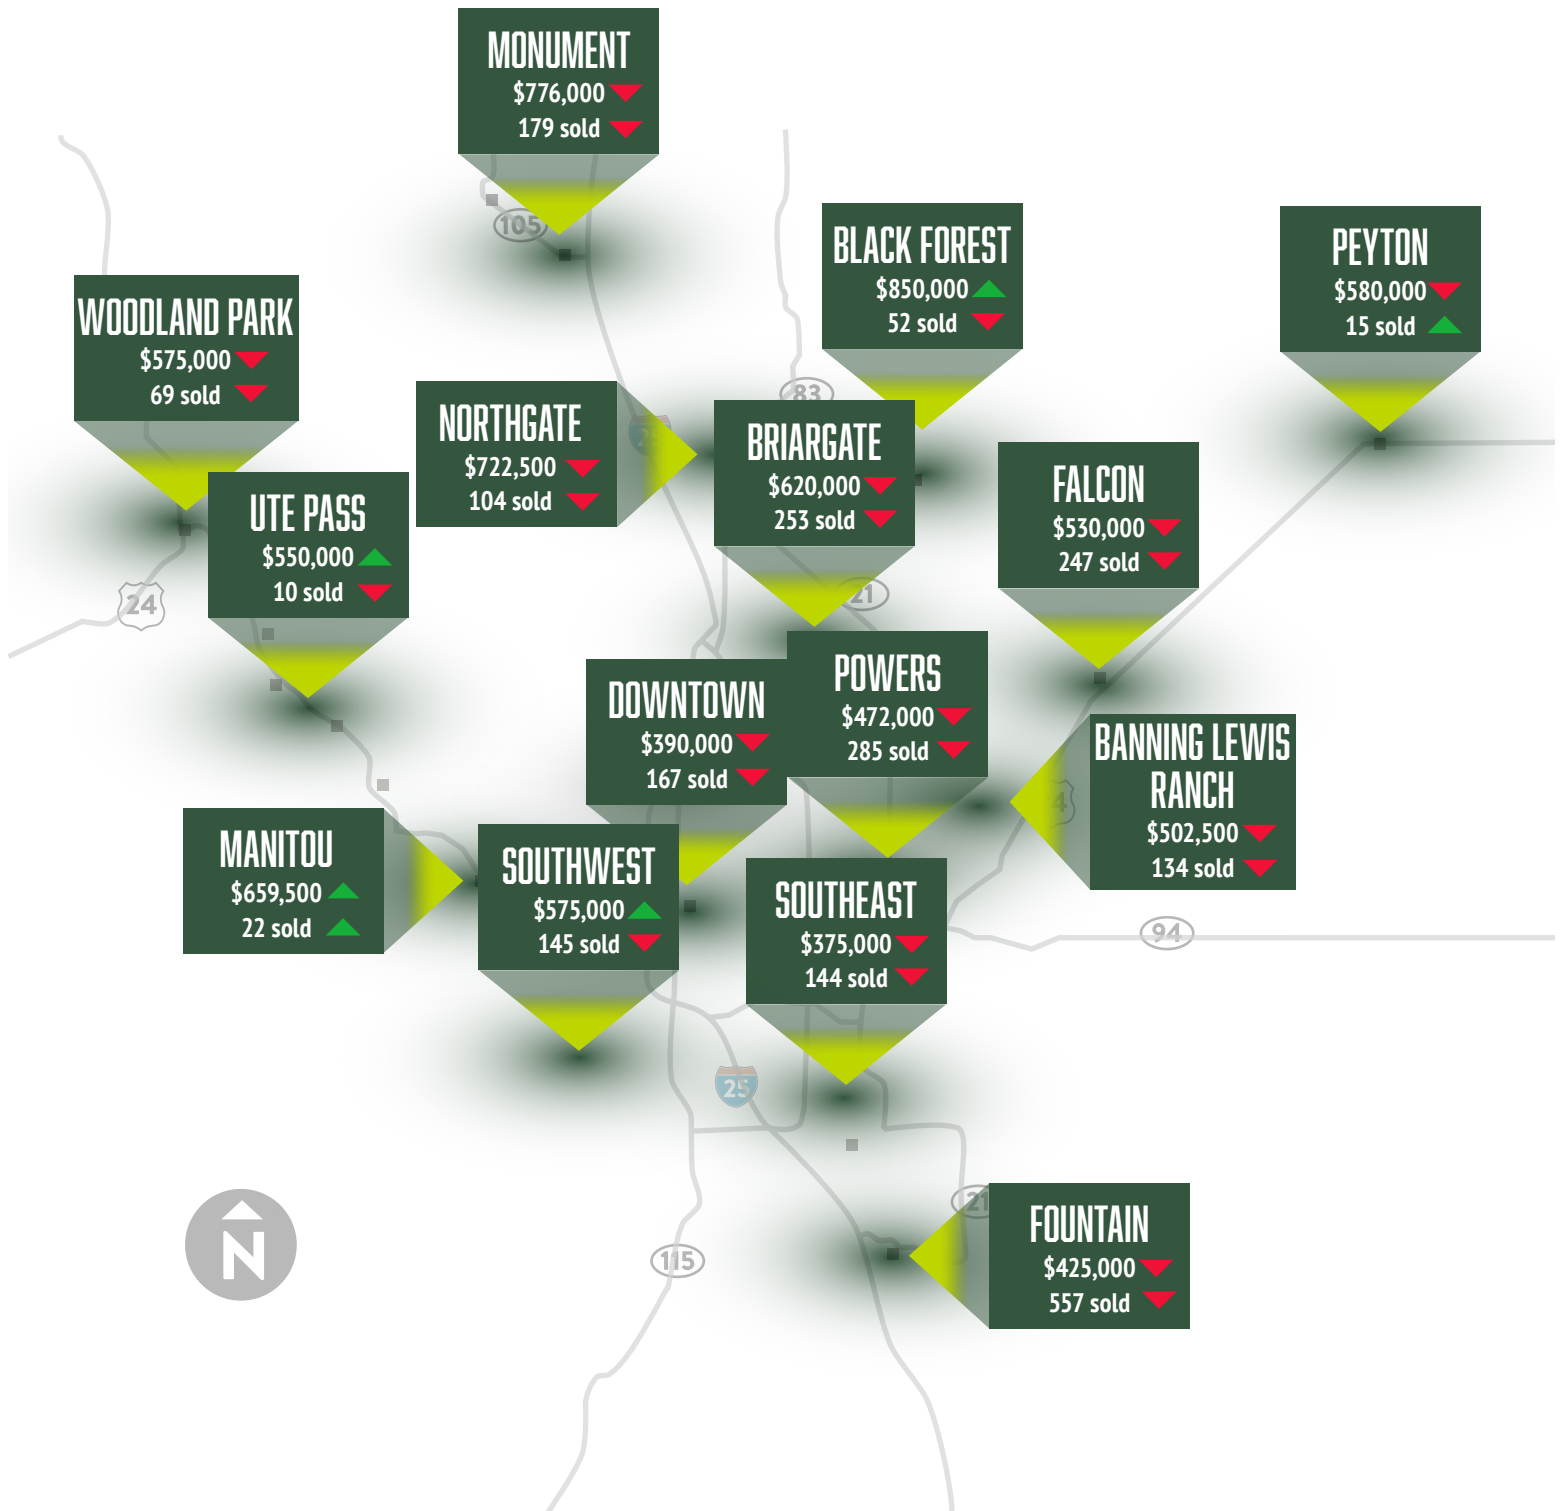 MONUMENT
$776,000
179 sold
105
BLACK FOREST
$850,000
52 sold
PEYTON
$580,000
15 sold
WOODLAND PARK
$575,000
69 sold
NORTHGATE
$722,500
104 sold
25
83
BRIARGATE
$620,000
253 sold
FALCON
$530,000
247 sold
UTE PASS
$550,000
10 sold
24
21
DOWNTOWN
$390,000
167 sold
POWERS
$472,000
285 sold
BANNING LEWIS
RANCH
$502,500
134 sold
4
MANITOU
$659,500
22 sold
SOUTHWEST
$575,000
145 sold
SOUTHEAST
$375,000
144 sold
94
25
21
FOUNTAIN
$425,000
557 sold
115
N